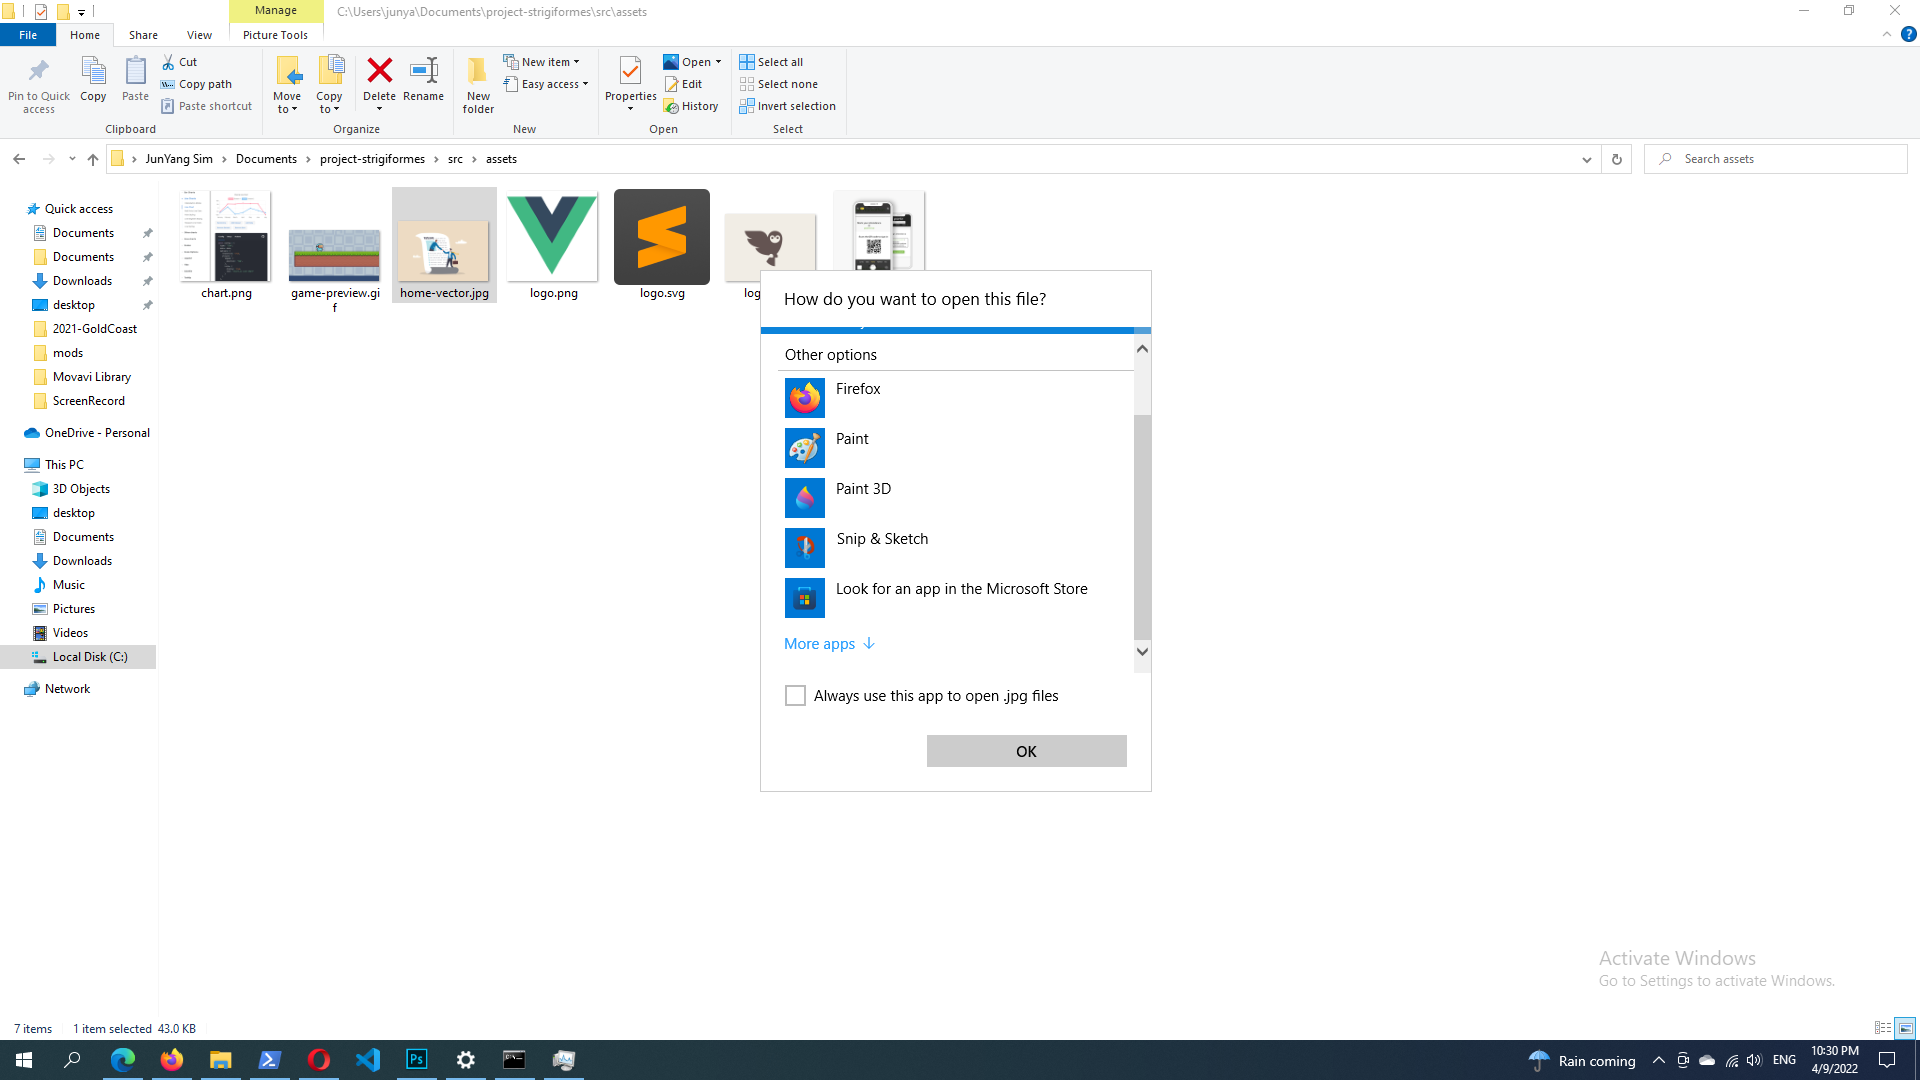 Manage
C:\Users\junya\Documents\project-strigiformes\src\assets
File
Home
Share
View
Picture Tools
Pin to Quick
access
Copy
Paste
Cut
Copy path
Paste shortcut
Clipboard
Move
to
Copy
to
Delete
Rename
Organize
New
folder
New item
Easy access
New
Properties
Open
Edit
History
Open
Select all
Select none
Invert selection
Select
JunYang Sim
Documents
project-strigiformes
src
assets
Search assets
Quick access
Documents
Documents
Downloads
desktop
2021-GoldCoast
mods
Movavi Library
ScreenRecord
OneDrive - Personal
This PC
3D Objects
desktop
Documents
Downloads
Music
Pictures
Videos
Local Disk (C:)
Network
chart.png
game-preview.gi
f
home-vector.jpg
logo.png
logo.svg
How do you want to open this file?
Other options
Firefox
Paint
Paint 3D
Snip & Sketch
Look for an app in the Microsoft Store
More apps
Always use this app to open .jpg files
OK
Activate Windows
Go to Settings to activate Windows.
7 items
1 item selected
43.0 KB
Ps
Rain coming
ENG
10:30 PM
4/9/2022